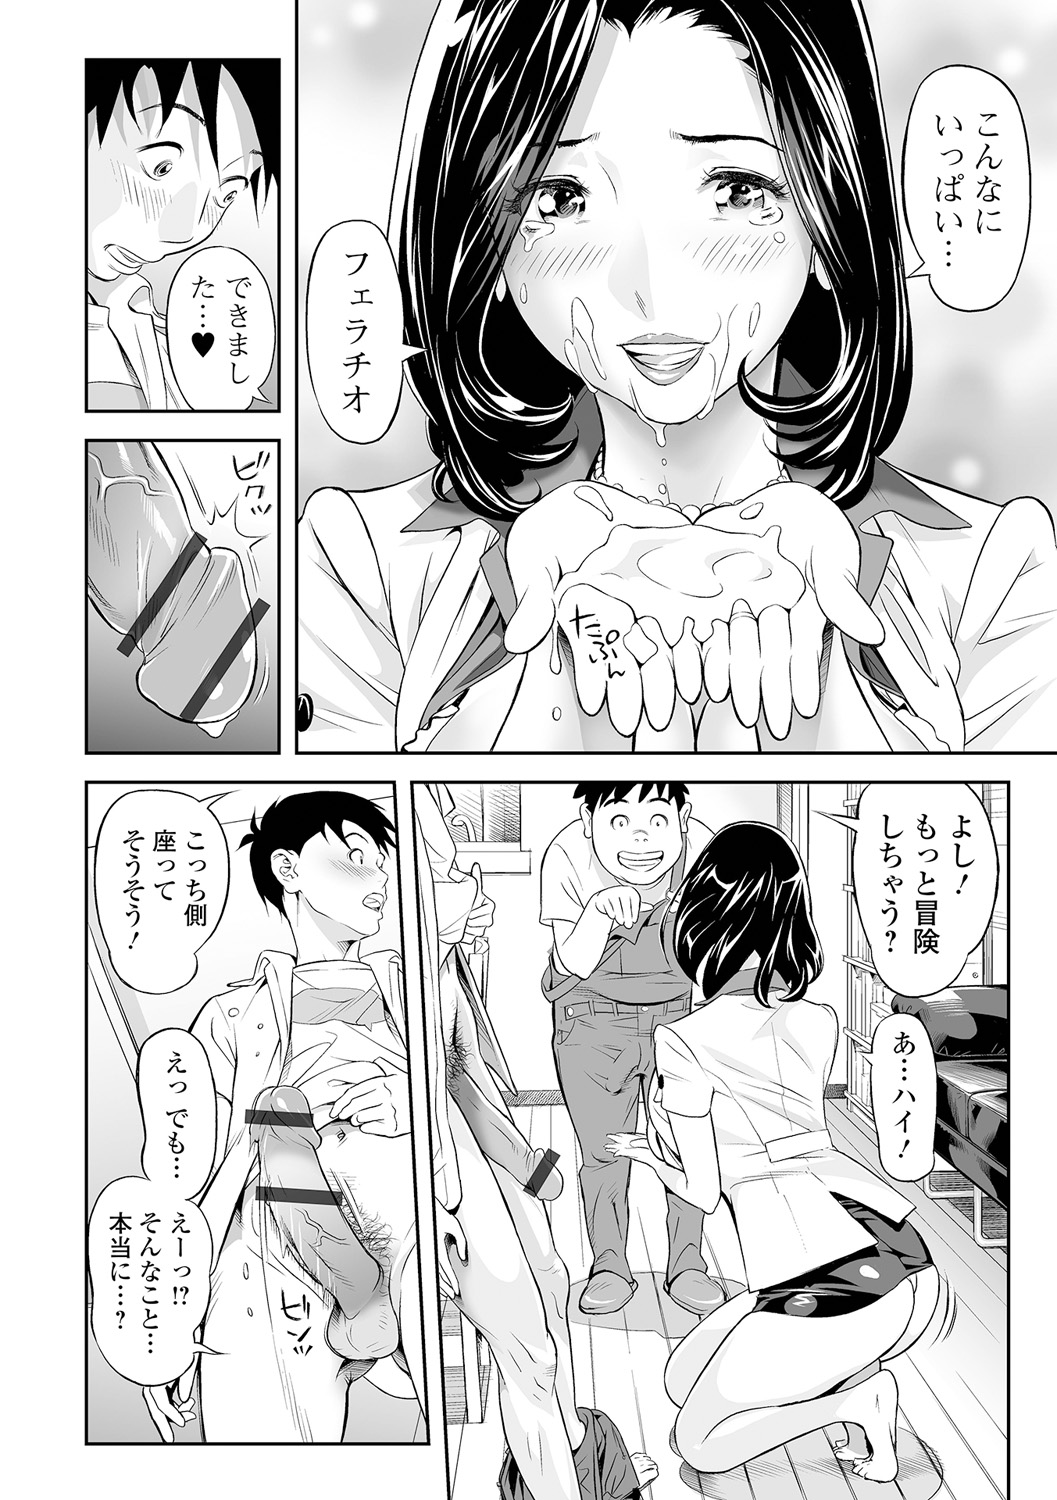 こんなに
いっぱい…
フェラチオ
できまし
た…♥
たぷん
ビクッ
よし！
もっと冒険
しちゃう？
あ…ハイ！
こっち側
座って
そうそう！
えっ でも…
えーっ!?
そんなこと…
本当に…？
ビンッ